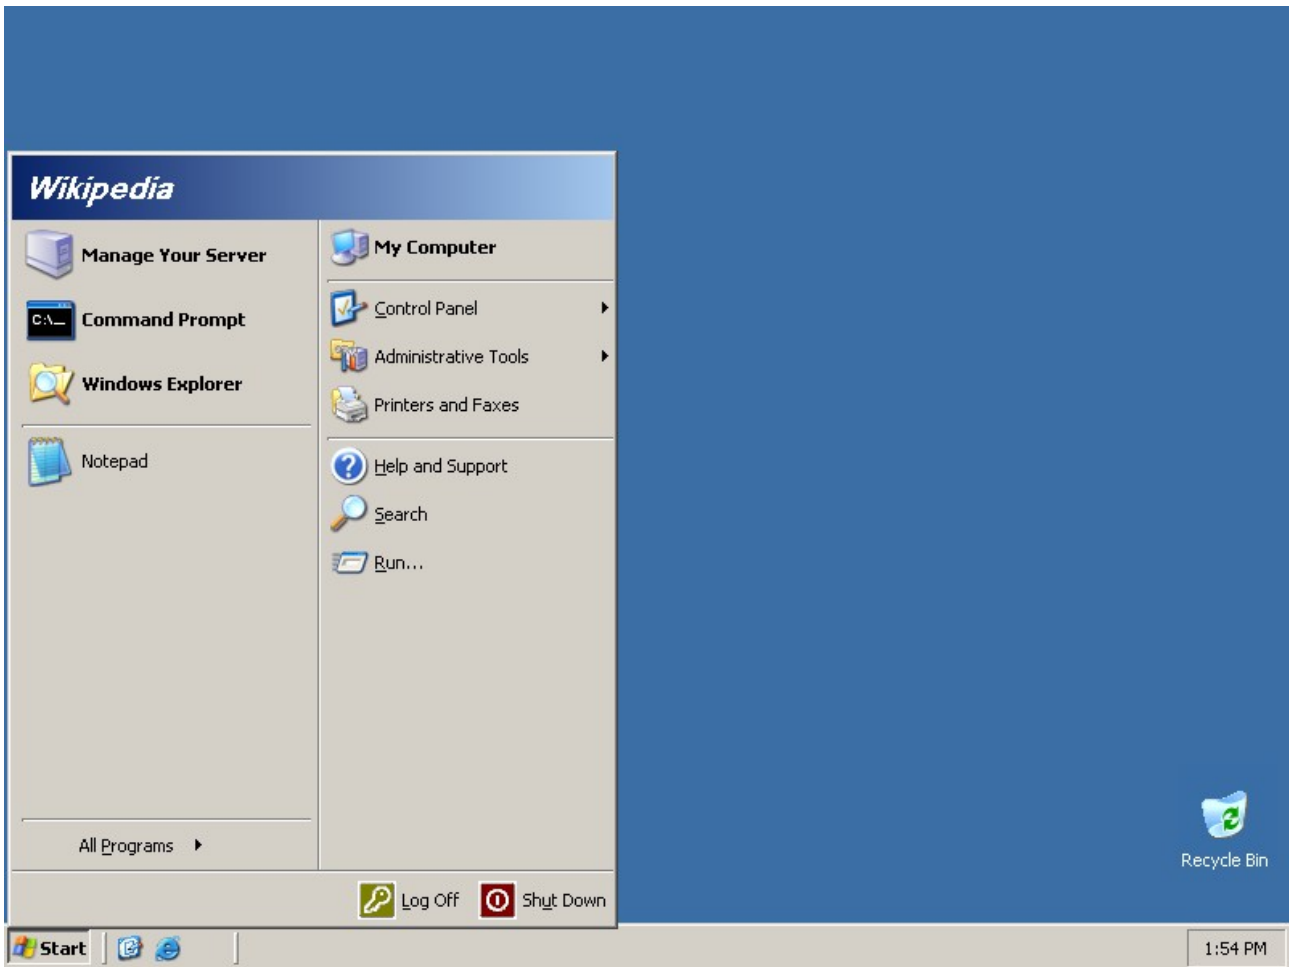 Wikipedia
Manage Your Server
Command Prompt
Windows Explorer
Notepad
All Programs
My Computer
Control Panel
Administrative Tools
Printers and Faxes
Help and Support
Search
Run...
Log Off
Shut Down
Recycle Bin
Start
1:54 PM
C:\_